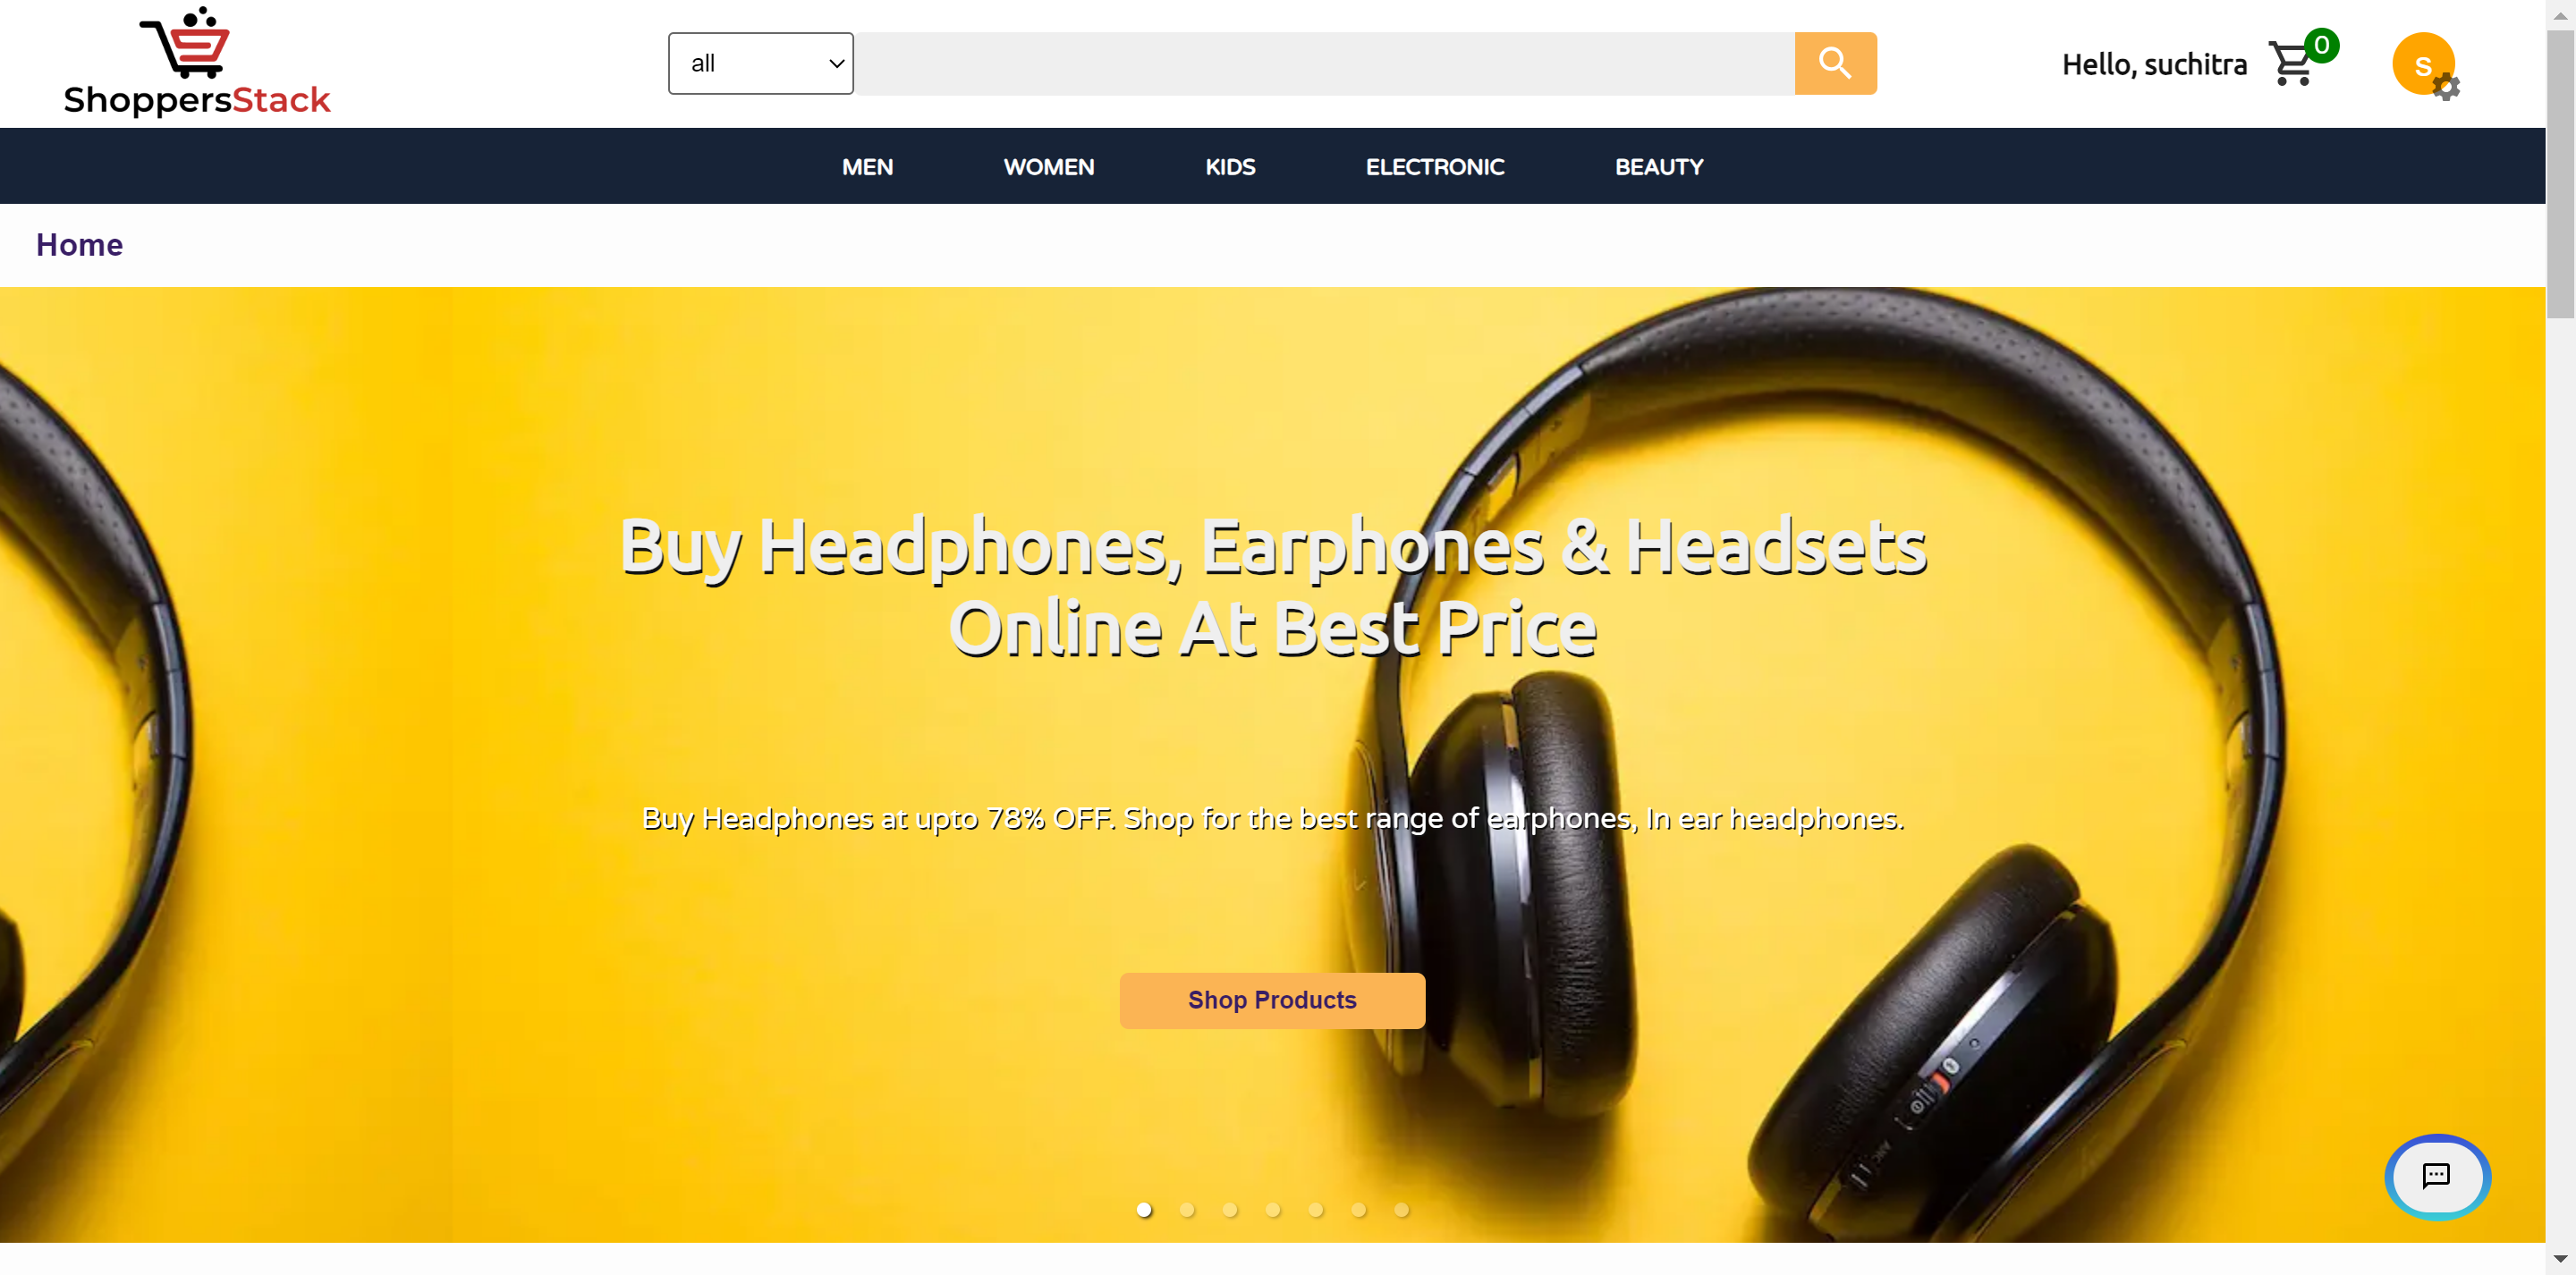 ShoppersStack
all
Hello, suchitra
0
S
MEN WOMEN KIDS ELECTRONIC BEAUTY
Home
Buy Headphones, Earphones & Headsets
Online At Best Price
Buy Headphones at upto 78% OFF. Shop for the best range of earphones, In ear headphones.
Shop Products